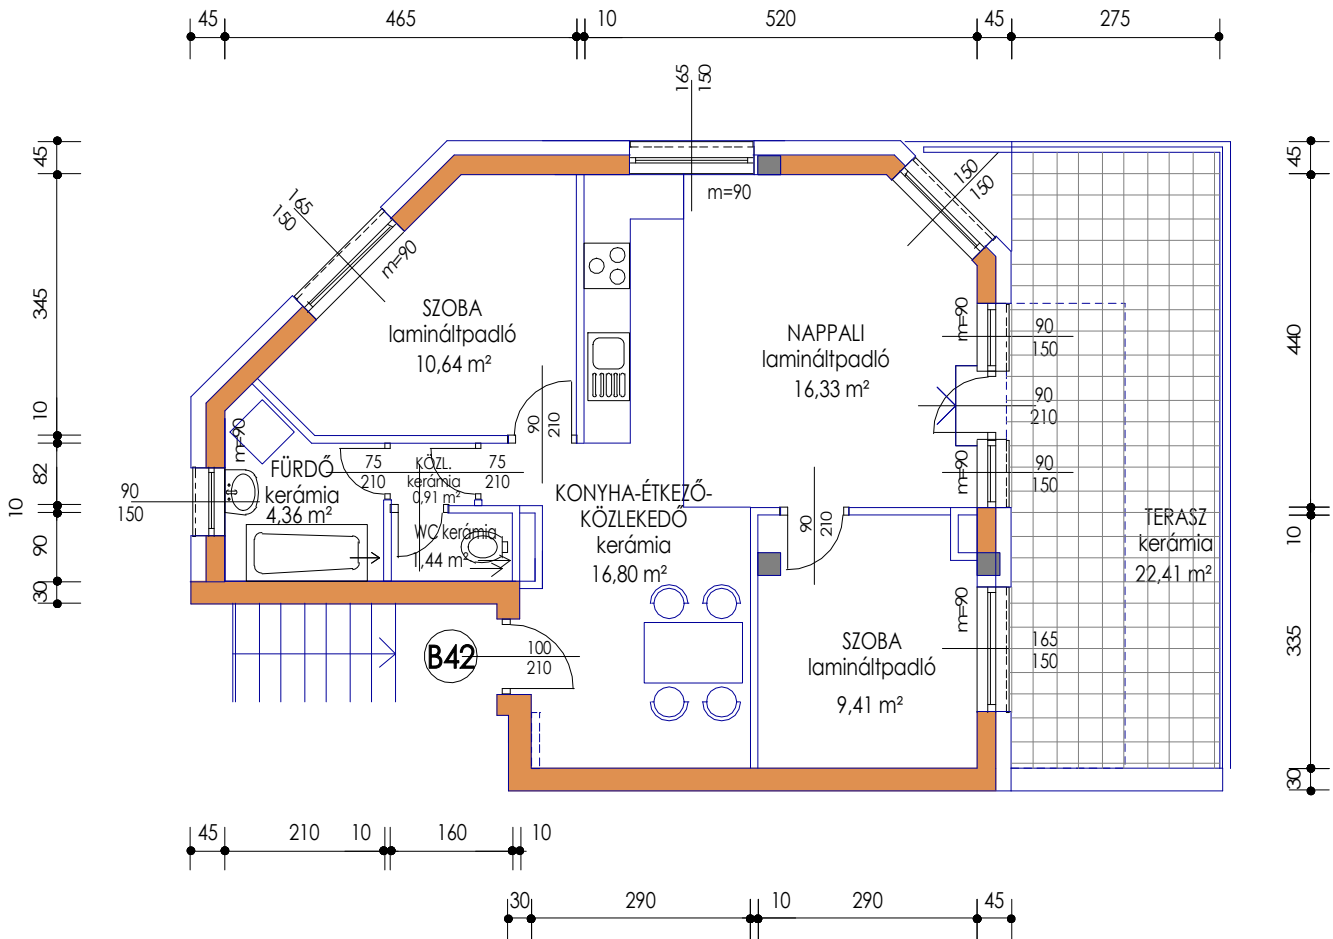 45
465
10
520
45
275
165
150
45
345
10
82
10
90
30
45
440
10
335
30
165
150
m=90
m=90
150
150
SZOBA
lamináltpadló
10,64 m²
NAPPALI
lamináltpadló
16,33 m²
m=90
90
150
90
210
m=90
90
150
90
210
m=90
FÜRDŐ
kerámia
4,36 m²
75
210
KÖZL.
kerámia
0,91 m²
75
210
90
150
WC kerámia
1,44 m²
KONYHA-ÉTKEZŐ-
KÖZLEKEDŐ
kerámia
16,80 m²
90
210
TERASZ
kerámia
22,41 m²
m=90
165
150
SZOBA
lamináltpadló
9,41 m²
B42
100
210
45
210
10
160
10
30
290
10
290
45